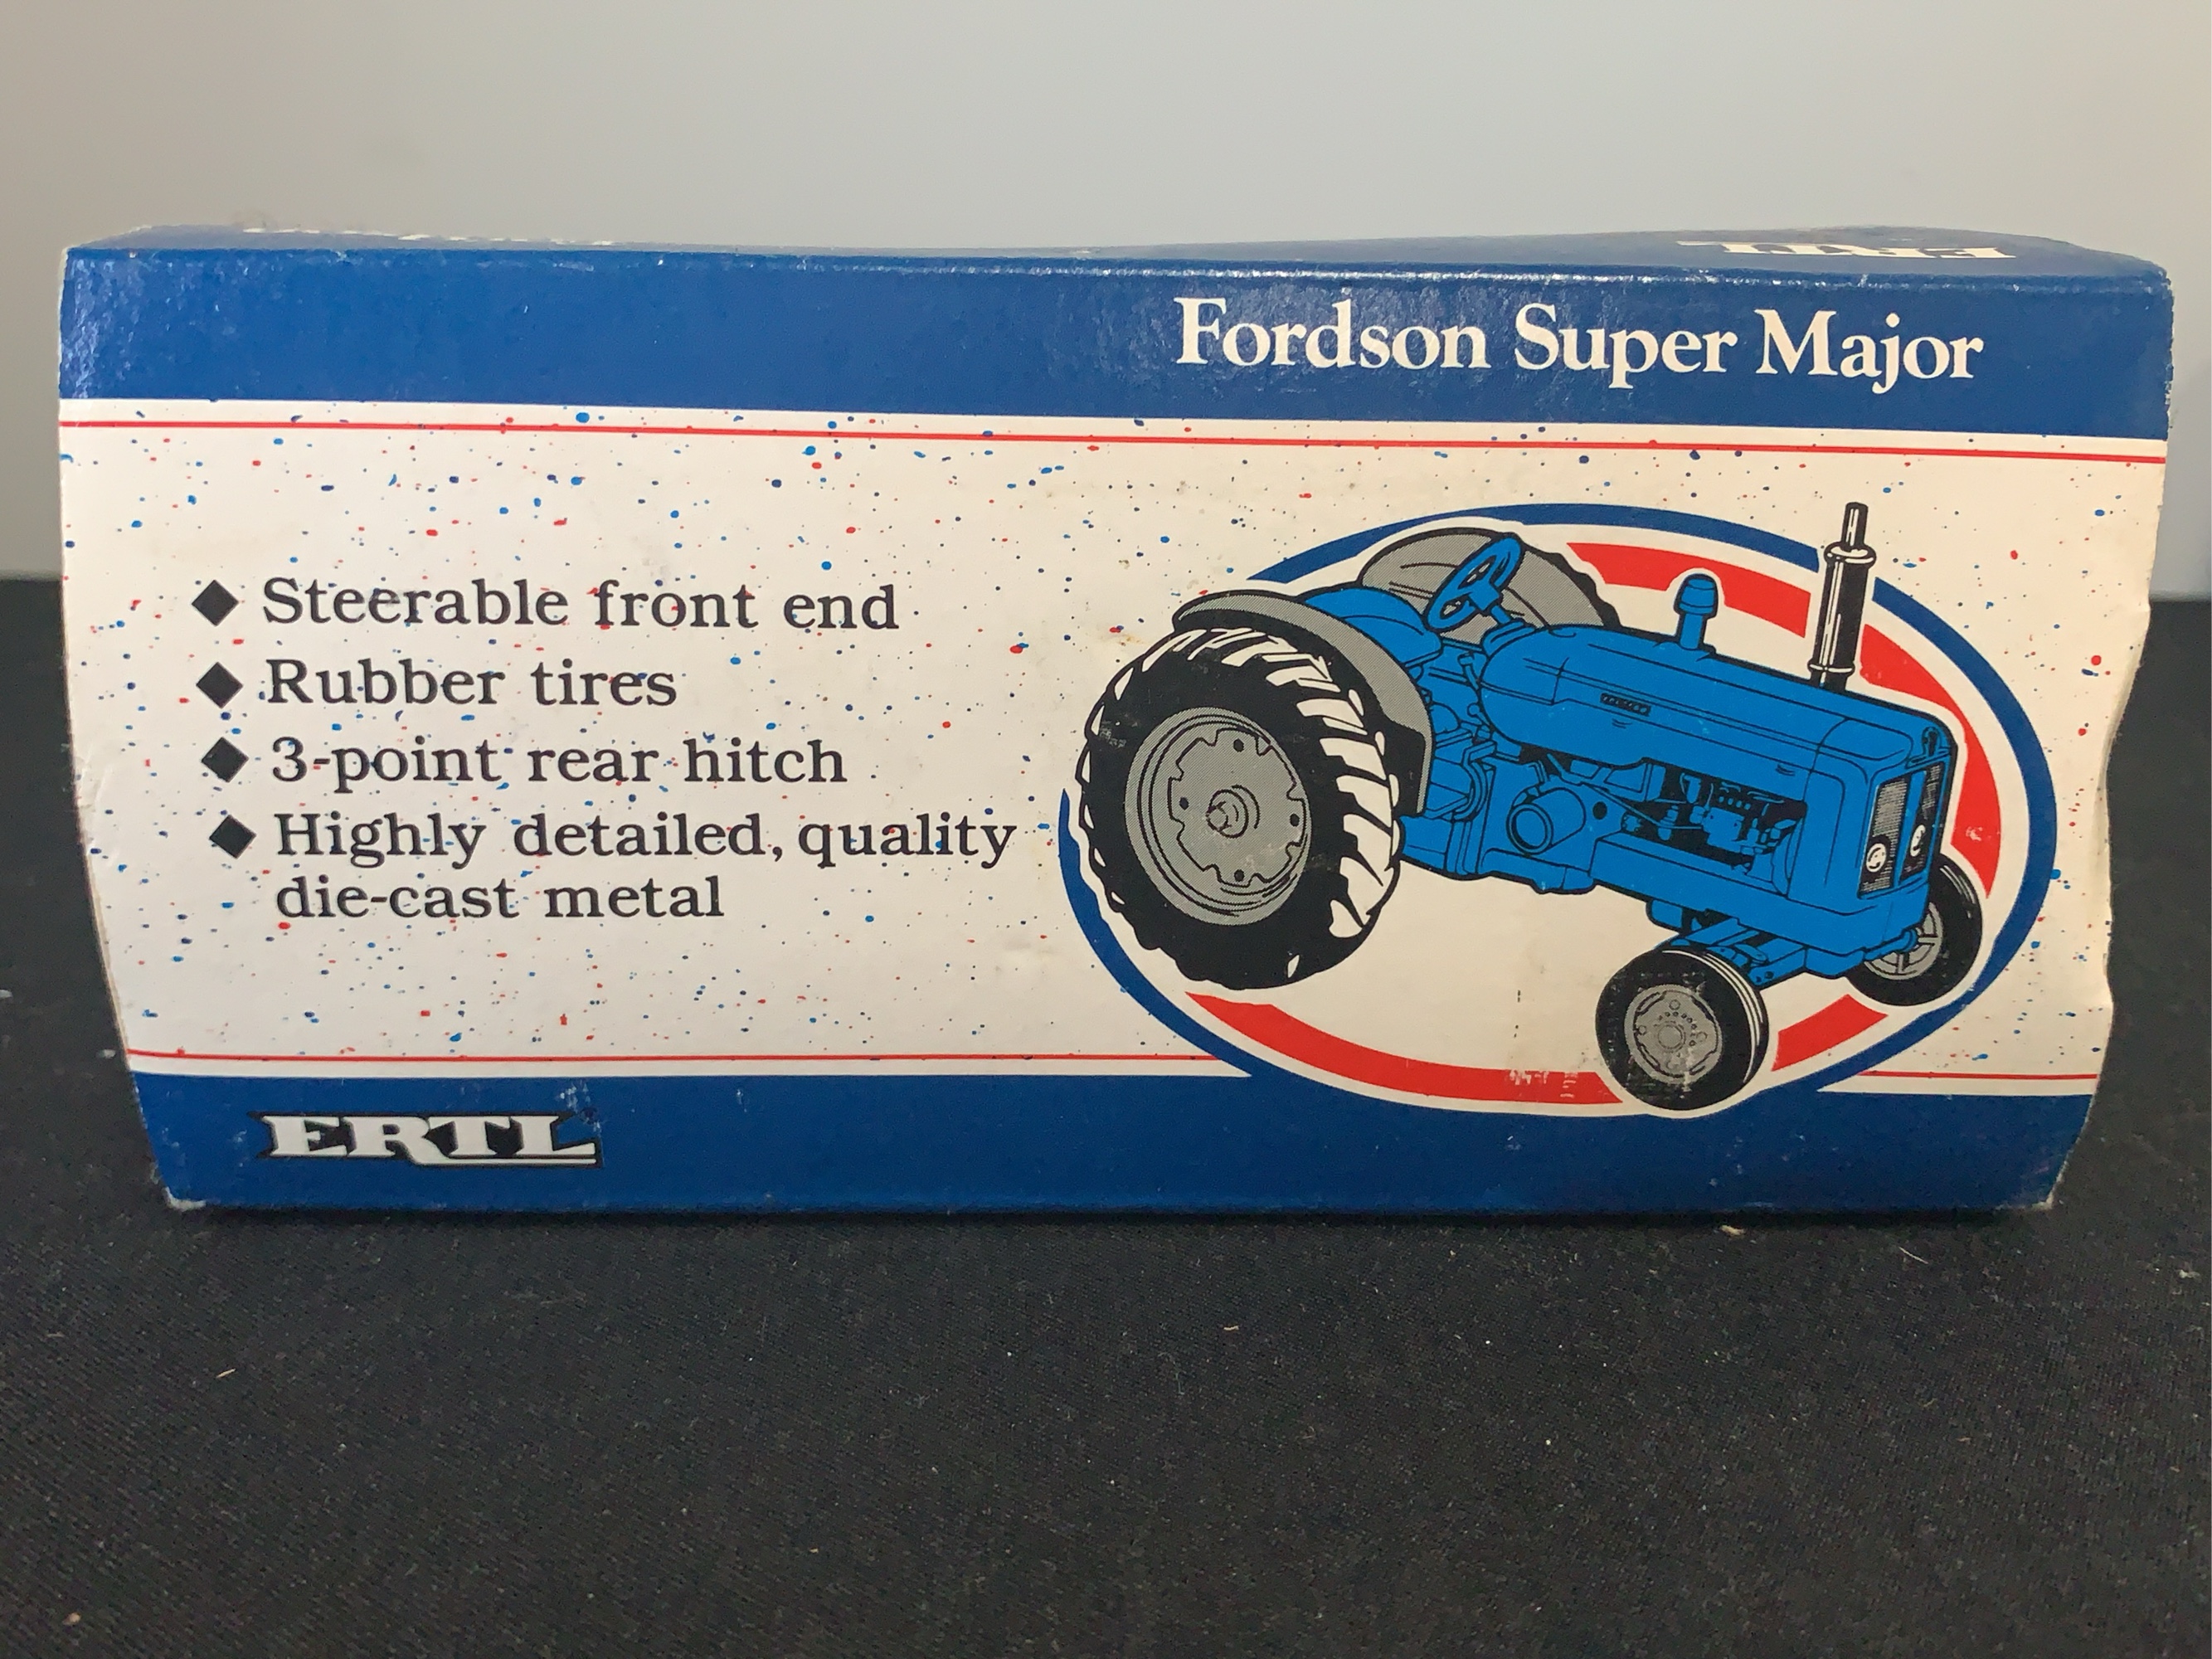 ERTL
Fordson Super Major
◆ Steerable front end
◆ Rubber tires
◆ 3-point rear hitch
◆ Highly detailed, quality
die-cast metal
ERTL